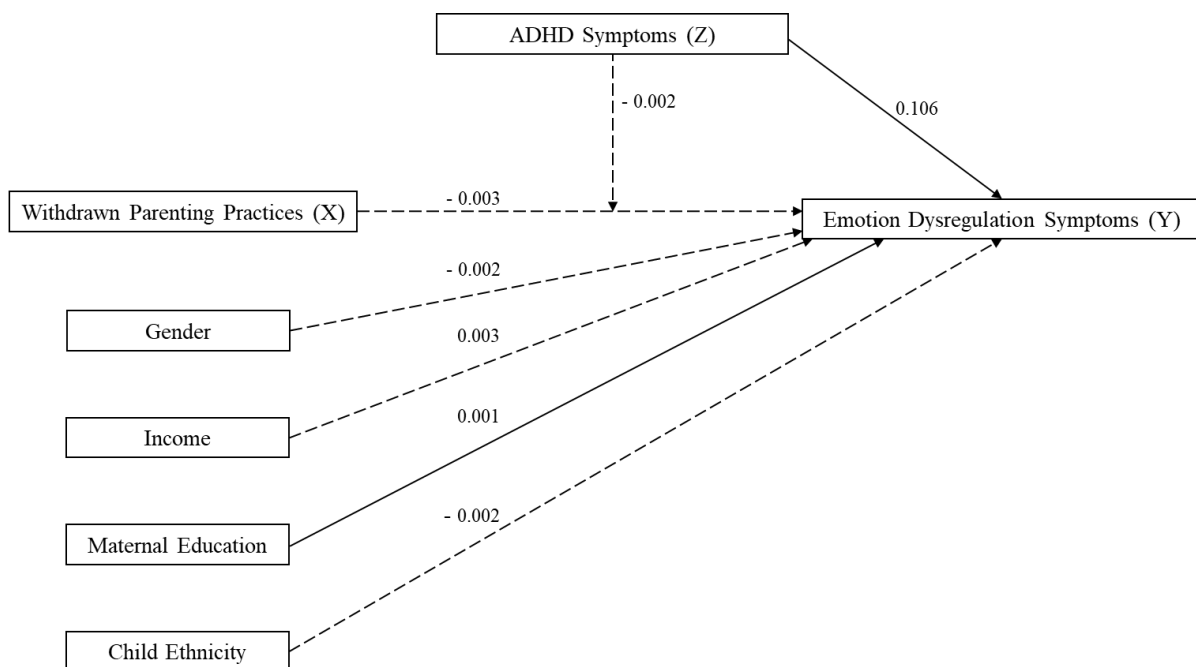 ADHD Symptoms (Z)
- 0.002
0.106
Withdrawn Parenting Practices (X)
- 0.003
Emotion Dysregulation Symptoms (Y)
- 0.002
Gender
0.003
Income
0.001
Maternal Education
- 0.002
Child Ethnicity